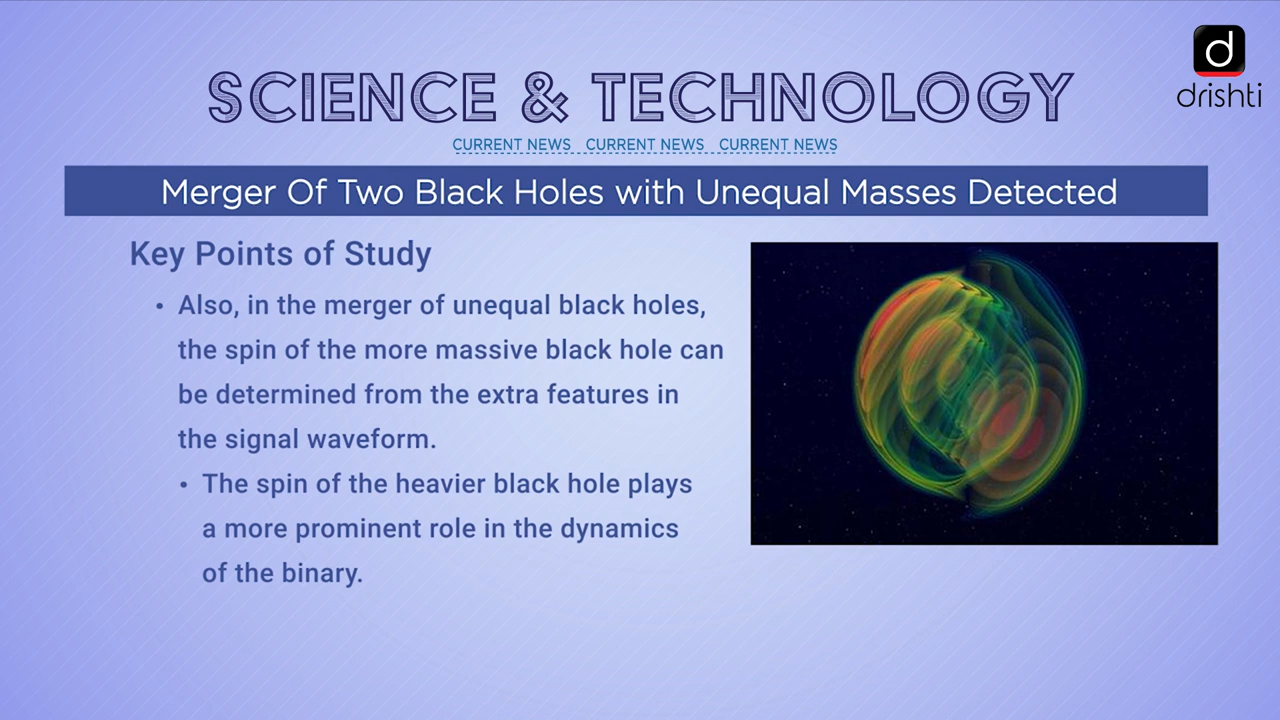 SCIENCE & TECHNOLOGY
d
drishti
CURRENT NEWS CURRENT NEWS CURRENT NEWS
Merger Of Two Black Holes with Unequal Masses Detected
Key Points of Study
• Also, in the merger of unequal black holes,
the spin of the more massive black hole can
be determined from the extra features in
the signal waveform.
• The spin of the heavier black hole plays
a more prominent role in the dynamics
of the binary.